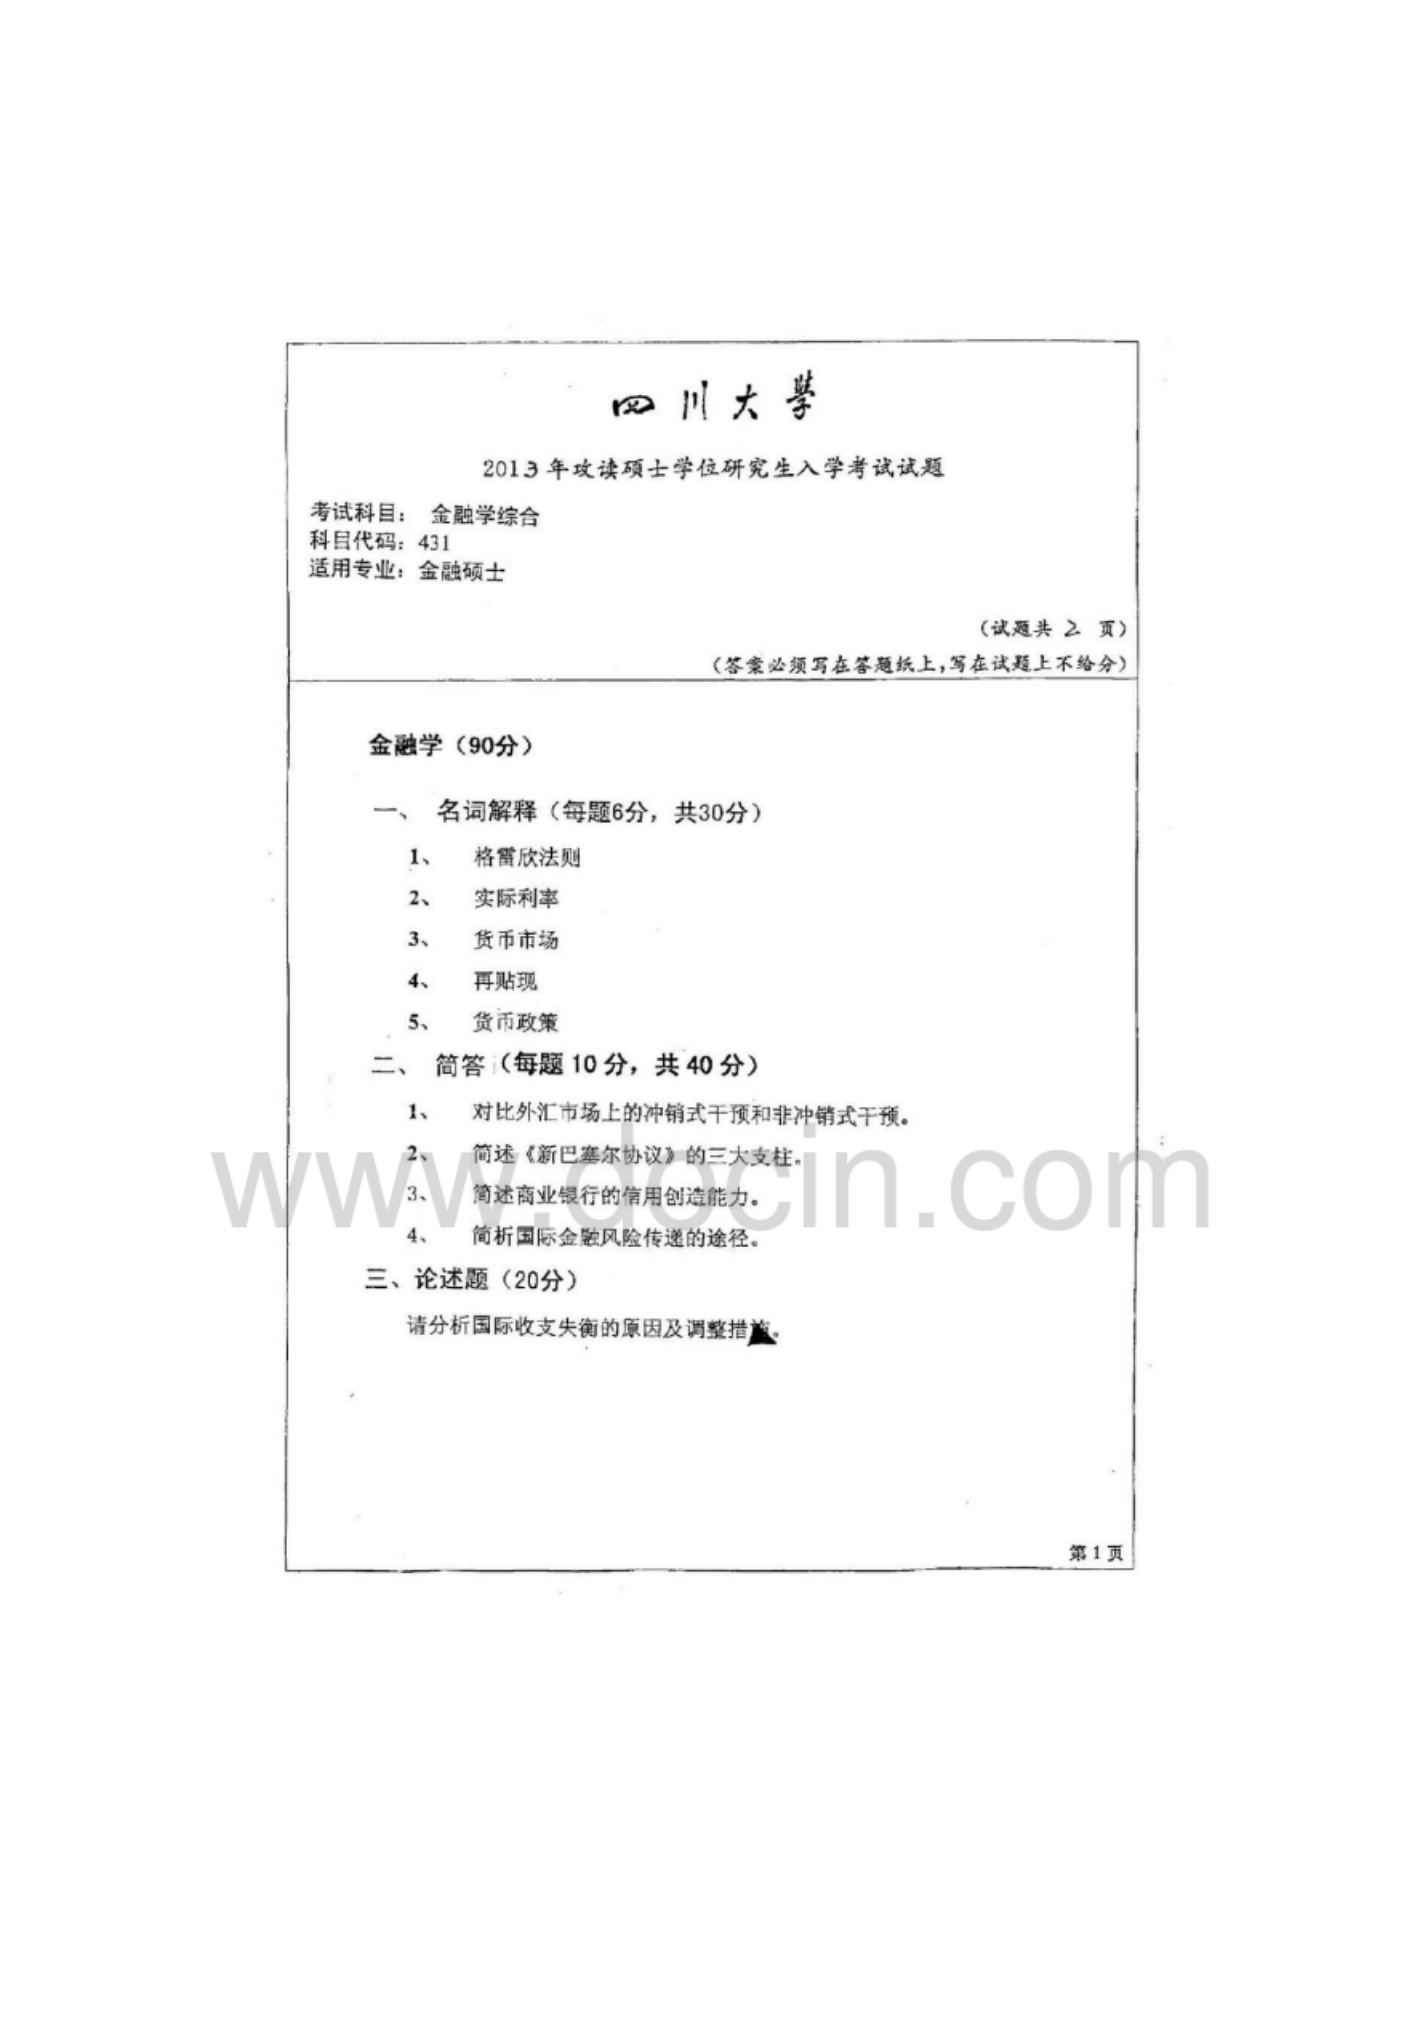 四川大學
2013年攻读硕士学位研究生入学考试试题
考试科目： 金融学综合
科目代码：431
适用专业：金融硕士
（试题共 2 页）
（答案必须写在答题纸上，写在试题上不给分）
金融学（90分）
一、 名词解释（每题6分，共30分）
1、 格雷欣法则
2、 实际利率
3、 货币市场
4、 再贴现
5、 货币政策
二、 简答（每题 10 分，共 40 分）
1、 对比外汇市场上的冲销式干预和非冲销式干预。
2、 简述《新巴塞尔协议》的三大支柱。
3、 简述商业银行的信用创造能力。
4、 简析国际金融风险传递的途径。
www.docin.com
三、论述题（20分）
请分析国际收支失衡的原因及调整措施。
第 1 页